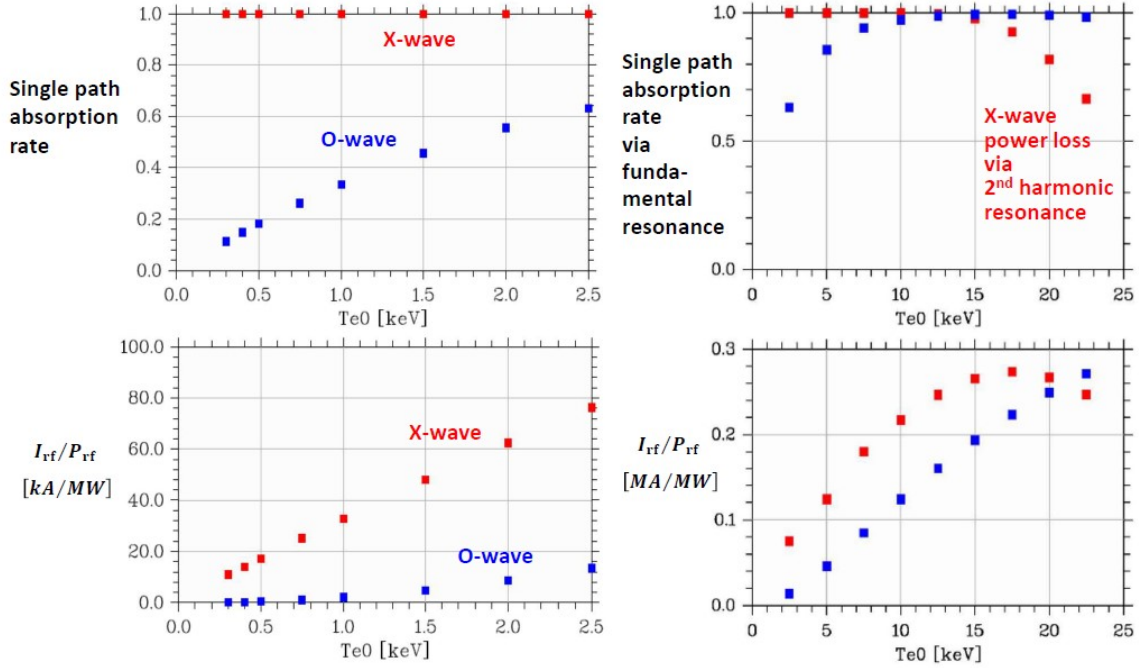 1.0
0.8
0.6
0.4
0.2
0.0
Single path
absorption
rate
X-wave
O-wave
0.0
0.5
1.0
1.5
2.0
2.5
Te0 [keV]
1.0
0.5
0.0
Single path
absorption
rate
via
funda-
mental
resonance
X-wave
power loss
via
2nd harmonic
resonance
0
5
10
15
20
25
Te0 [keV]
100.0
80.0
60.0
40.0
20.0
0.0
I_rf/P_rf
[kA/MW]
X-wave
O-wave
0.0
0.5
1.0
1.5
2.0
2.5
Te0 [keV]
0.3
0.2
0.1
0.0
I_rf/P_rf
[MA/MW]
0
5
10
15
20
25
Te0 [keV]